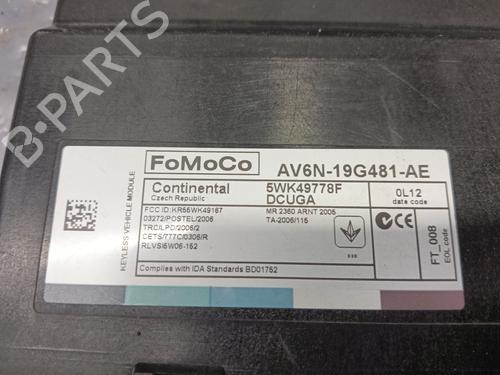 B-PARTS
KEYLESS VEHICLE MODULE
FoMoCo
AV6N-19G481-AE
Continental
Czech Republic
5WK49778F
DCUGA
0L12
date code
FCC ID: KR55WK49167
03272/POSTEL/2006
TRC/LPD/2006/2
CETS/777C/0306/R
RLVSI5W06-152
MR 2360 ARNT 2005
TA-2006/115
FT_008
EOL code
Complies with IDA Standards BD01752